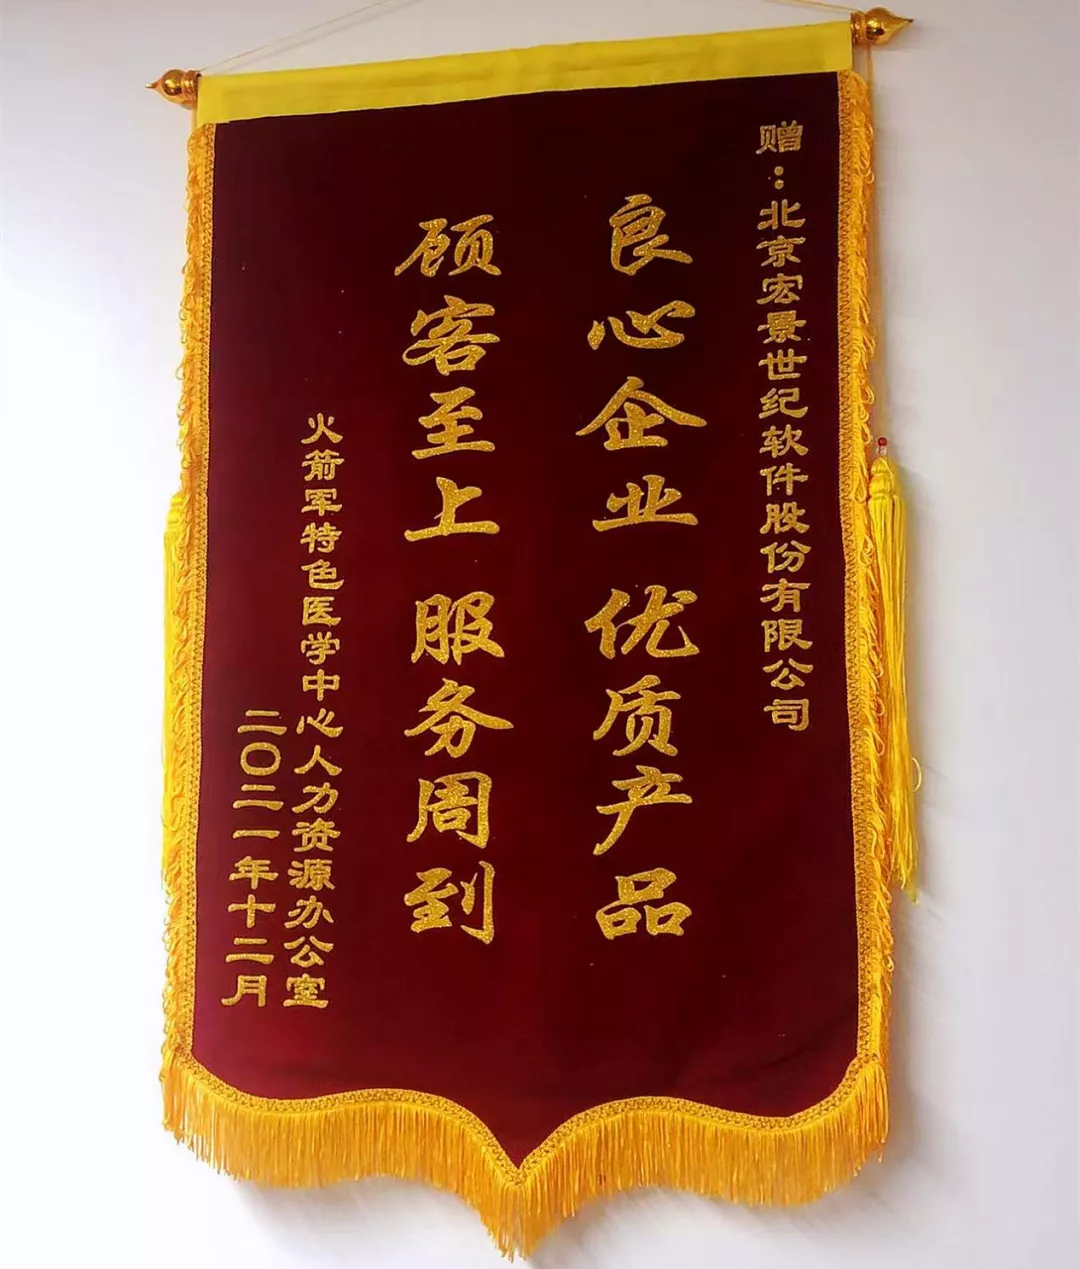 赠：北京宏景世纪软件股份有限公司
良心企业 优质产品
顾客至上 服务周到
火箭军特色医学中心人力资源办公室
二〇二一年十二月